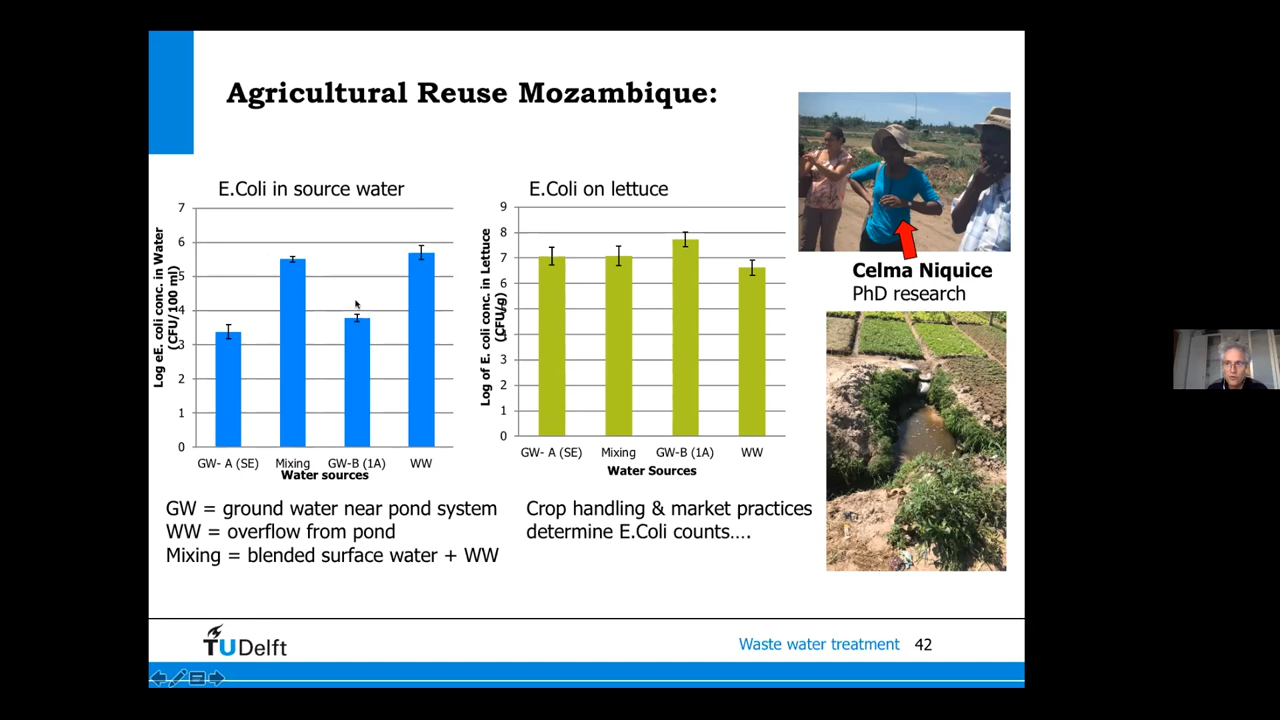 Agricultural Reuse Mozambique:
E.Coli in source water
Log eE. coli conc. in Water
(CFU/100 ml)
7
6
5
4
3
2
1
0
GW- A (SE) Mixing GW-B (1A) WW
Water sources
E.Coli on lettuce
Log of E. coli conc. in Lettuce
(CFU/g)
9
8
7
6
5
4
3
2
1
0
GW- A (SE) Mixing GW-B (1A) WW
Water Sources
Celma Niquice
PhD research
GW = ground water near pond system
WW = overflow from pond
Mixing = blended surface water + WW
Crop handling & market practices
determine E.Coli counts….
TUDelft
Waste water treatment 42